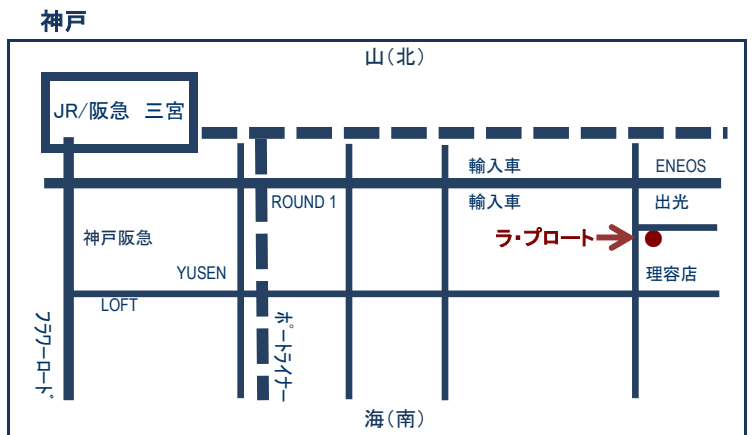 神戸
山(北)
JR/阪急 三宮
輸入車
ENEOS
ROUND 1
輸入車
出光
神戸阪急
ラ・プロート
YUSEN
理容店
LOFT
フラワーロード
ポートライナー
海(南)